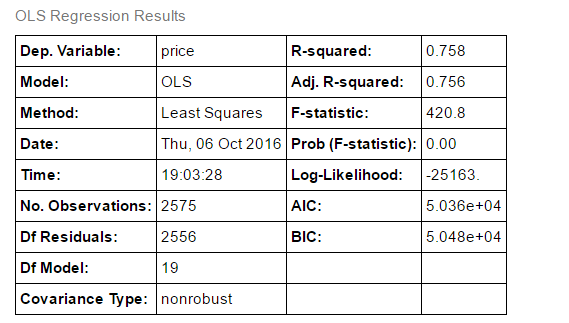 OLS Regression Results
Dep. Variable: price R-squared: 0.758
Model: OLS Adj. R-squared: 0.756
Method: Least Squares F-statistic: 420.8
Date: Thu, 06 Oct 2016 Prob (F-statistic): 0.00
Time: 19:03:28 Log-Likelihood: -25163.
No. Observations: 2575 AIC: 5.036e+04
Df Residuals: 2556 BIC: 5.048e+04
Df Model: 19
Covariance Type: nonrobust